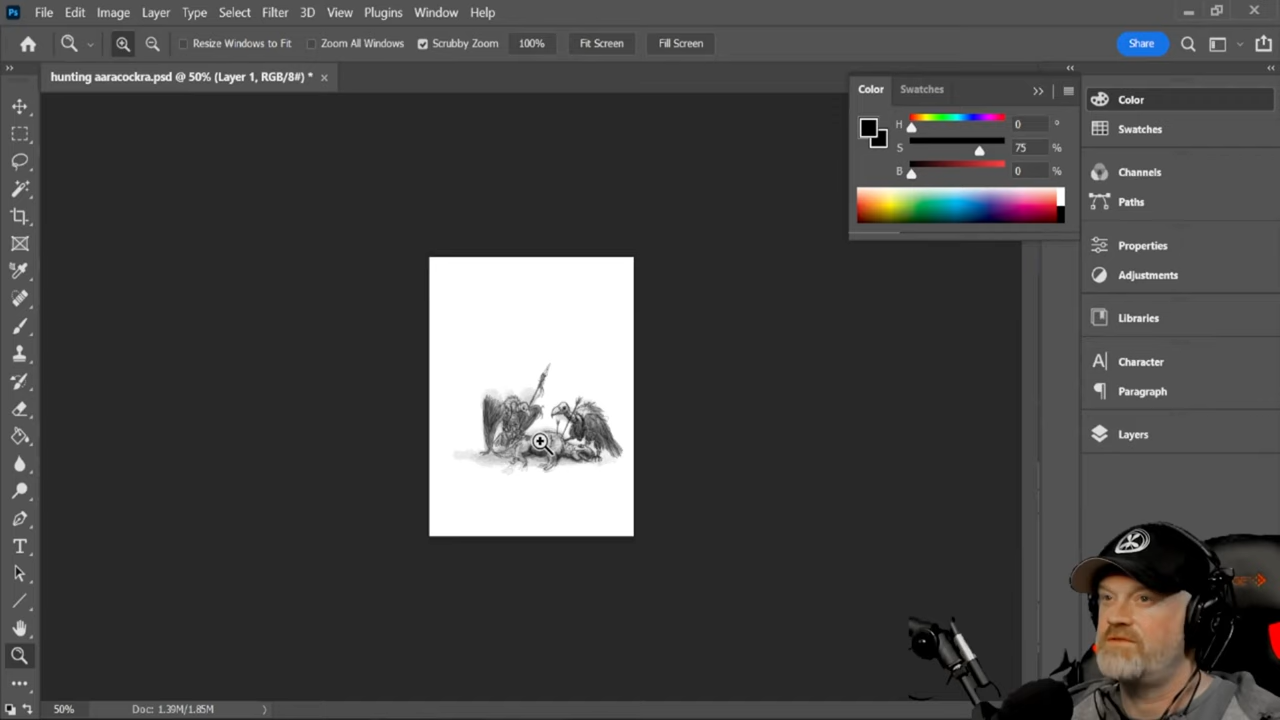 Ps File Edit Image Layer Type Select Filter 3D View Plugins Window Help
Resize Windows to Fit Zoom All Windows Scrubby Zoom 100% Fit Screen Fill Screen Share
hunting aaracockra.psd @ 50% (Layer 1, RGB/8#) *
Color Swatches
H 0 °
S 75 %
B 0 %
Color
Swatches
Channels
Paths
Properties
Adjustments
Libraries
Character
Paragraph
Layers
50% Doc: 1.39M/1.85M